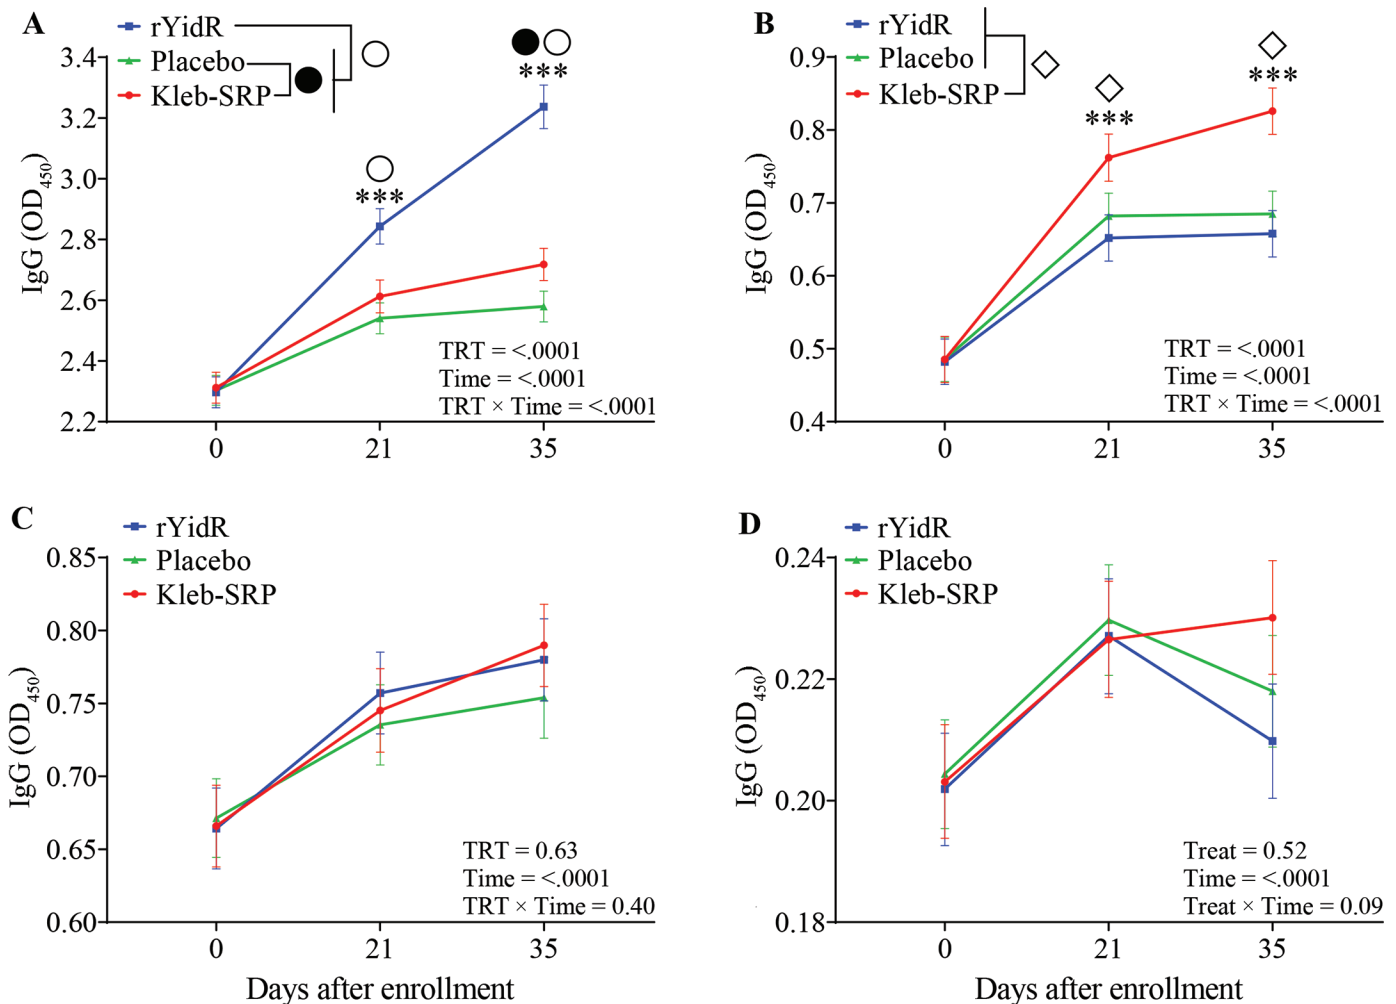 A
rYidR
Placebo
Kleb-SRP
***
***
IgG (OD450)
3.4
3.2
3.0
2.8
2.6
2.4
2.2
0
21
35
TRT = <.0001
Time = <.0001
TRT × Time = <.0001
B
rYidR
Placebo
Kleb-SRP
***
***
IgG (OD450)
0.9
0.8
0.7
0.6
0.5
0.4
0
21
35
TRT = <.0001
Time = <.0001
TRT × Time = <.0001
C
rYidR
Placebo
Kleb-SRP
IgG (OD450)
0.85
0.80
0.75
0.70
0.65
0.60
0
21
35
TRT = 0.63
Time = <.0001
TRT × Time = 0.40
Days after enrollment
D
rYidR
Placebo
Kleb-SRP
IgG (OD450)
0.24
0.22
0.20
0.18
0
21
35
Treat = 0.52
Time = <.0001
Treat × Time = 0.09
Days after enrollment